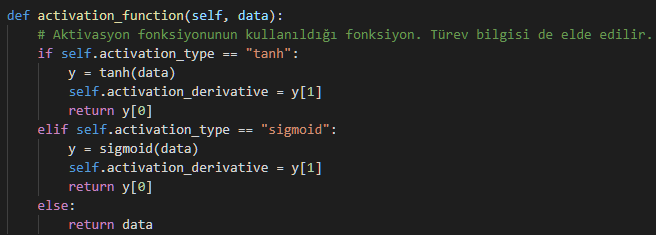 def activation_function(self, data):
    # Aktivasyon fonksiyonunun kullanıldığı fonksiyon. Türev bilgisi de elde edilir.
    if self.activation_type == "tanh":
        y = tanh(data)
        self.activation_derivative = y[1]
        return y[0]
    elif self.activation_type == "sigmoid":
        y = sigmoid(data)
        self.activation_derivative = y[1]
        return y[0]
    else:
        return data